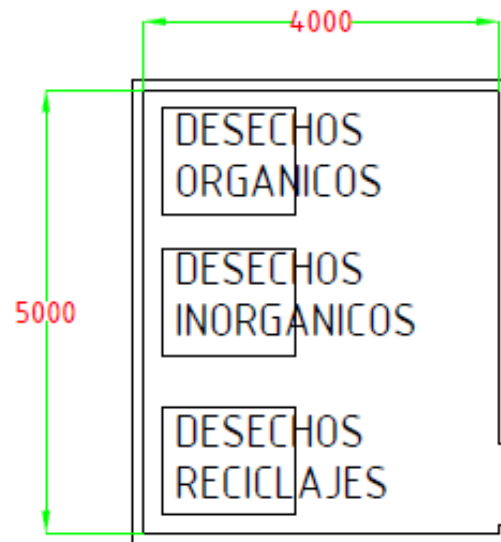 4000
DESECHOS
ORGANICOS
DESECHOS
INORGANICOS
5000
DESECHOS
RECICLAJES